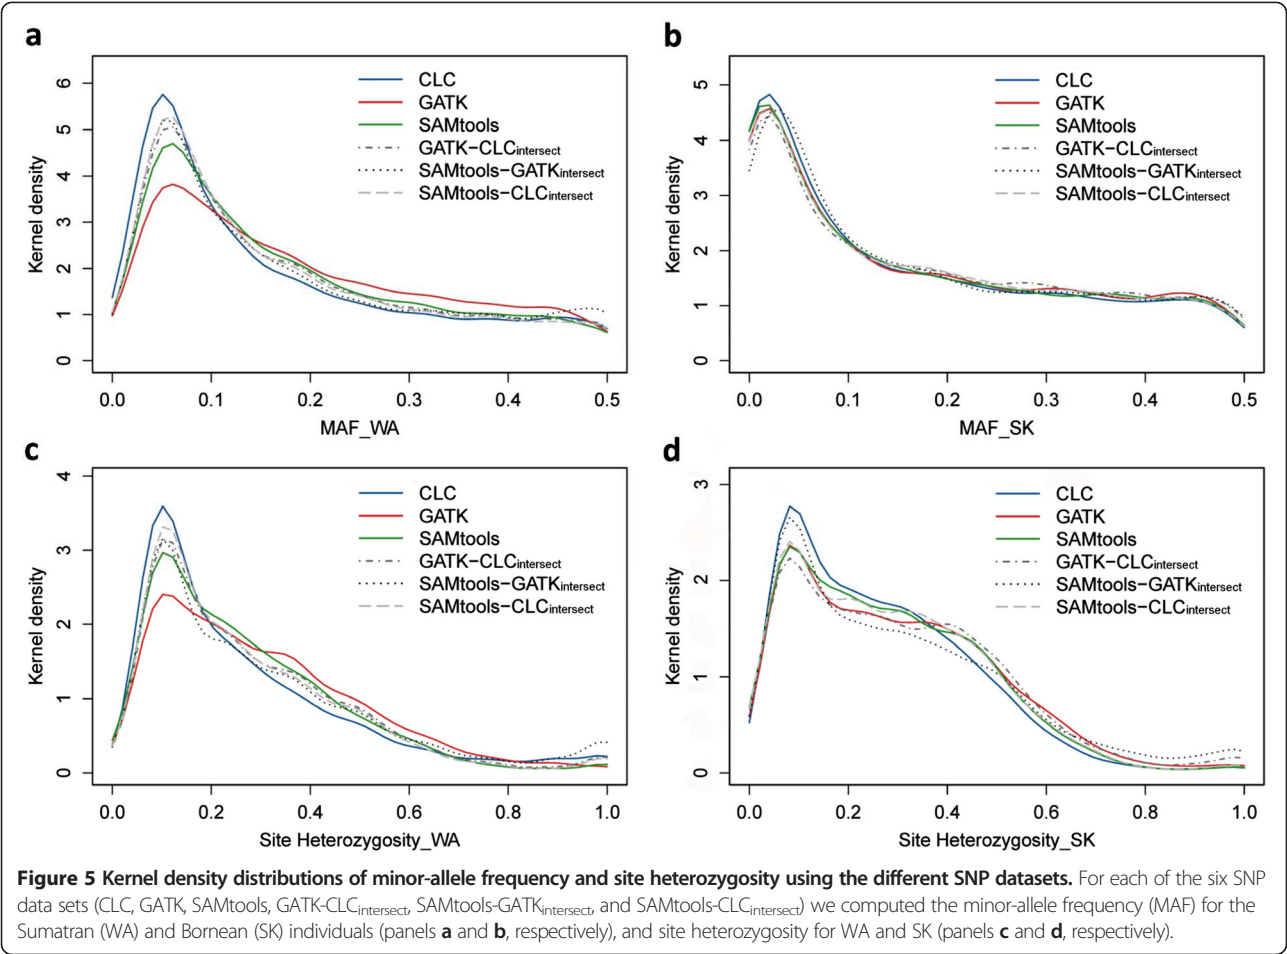 a
Kernel density
6
5
4
3
2
1
0
CLC
GATK
SAMtools
GATK−CLCintersect
SAMtools−GATKintersect
SAMtools−CLCintersect
0.0 0.1 0.2 0.3 0.4 0.5
MAF_WA
b
Kernel density
5
4
3
2
1
0
CLC
GATK
SAMtools
GATK−CLCintersect
SAMtools−GATKintersect
SAMtools−CLCintersect
0.0 0.1 0.2 0.3 0.4 0.5
MAF_SK
c
Kernel density
4
3
2
1
0
CLC
GATK
SAMtools
GATK−CLCintersect
SAMtools−GATKintersect
SAMtools−CLCintersect
0.0 0.2 0.4 0.6 0.8 1.0
Site Heterozygosity_WA
d
Kernel density
3
2
1
0
CLC
GATK
SAMtools
GATK−CLCintersect
SAMtools−GATKintersect
SAMtools−CLCintersect
0.0 0.2 0.4 0.6 0.8 1.0
Site Heterozygosity_SK
Figure 5 Kernel density distributions of minor-allele frequency and site heterozygosity using the different SNP datasets. For each of the six SNP
data sets (CLC, GATK, SAMtools, GATK-CLCintersect, SAMtools-GATKintersect, and SAMtools-CLCintersect) we computed the minor-allele frequency (MAF) for the
Sumatran (WA) and Bornean (SK) individuals (panels a and b, respectively), and site heterozygosity for WA and SK (panels c and d, respectively).